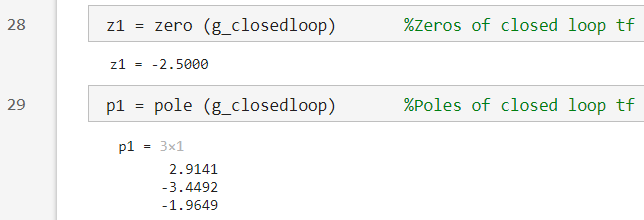 28 z1 = zero (g_closedloop) %Zeros of closed loop tf
z1 = -2.5000
29 p1 = pole (g_closedloop) %Poles of closed loop tf
p1 = 3×1
2.9141
-3.4492
-1.9649